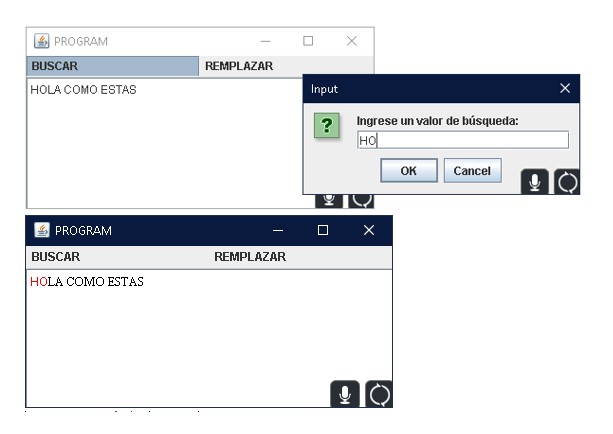 PROGRAM
BUSCAR REMPLAZAR
HOLA COMO ESTAS
Input
Ingrese un valor de búsqueda:
HO
OK Cancel
PROGRAM
BUSCAR REMPLAZAR
HOLA COMO ESTAS